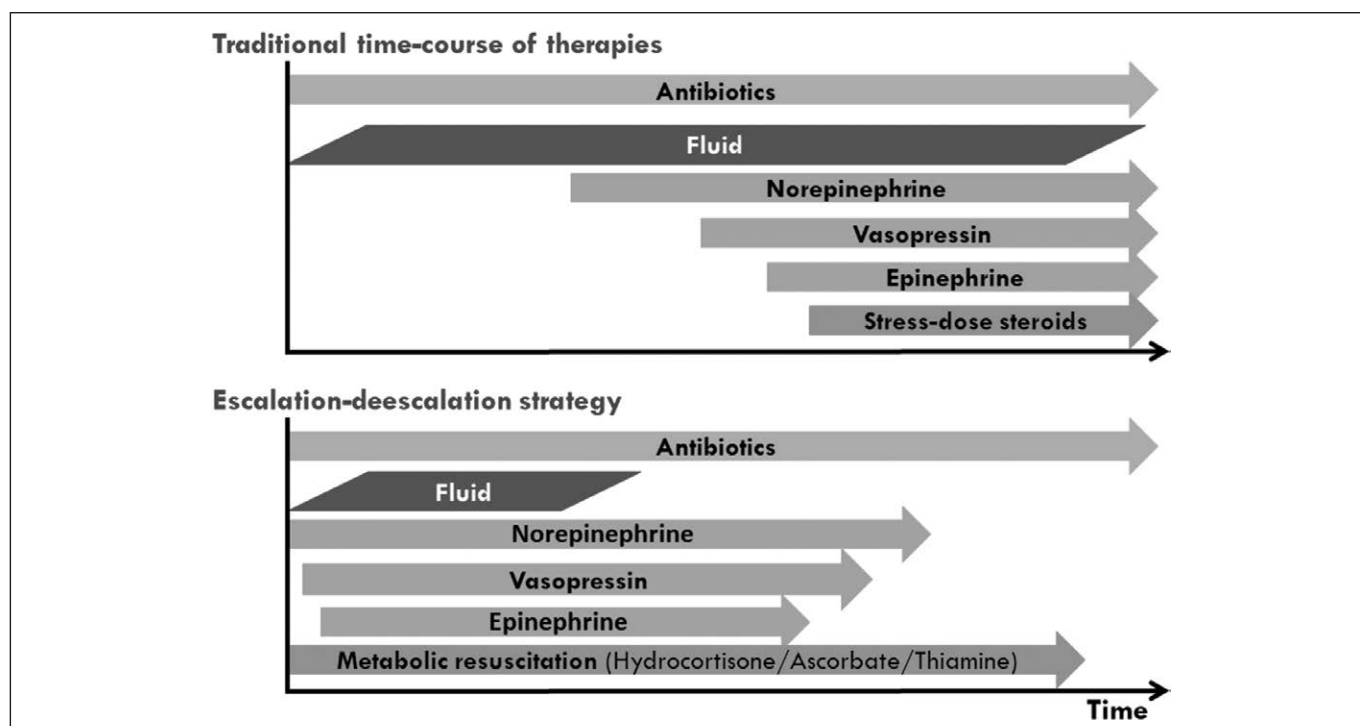 Traditional time-course of therapies
Antibiotics
Fluid
Norepinephrine
Vasopressin
Epinephrine
Stress-dose steroids
Escalation-deescalation strategy
Antibiotics
Fluid
Norepinephrine
Vasopressin
Epinephrine
Metabolic resuscitation (Hydrocortisone/Ascorbate/Thiamine)
Time